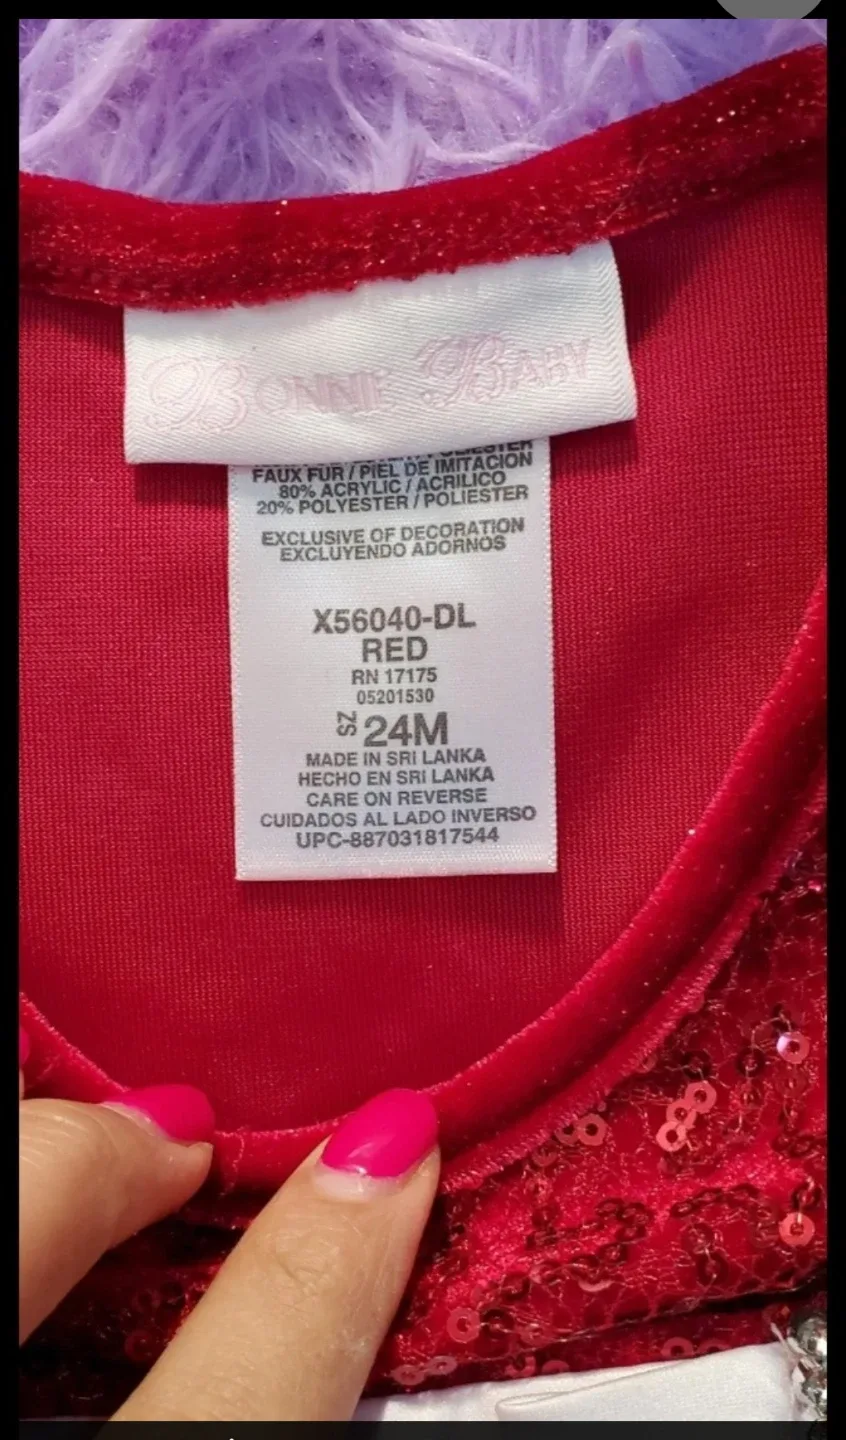 BONNIE BABY
FAUX FUR / PIEL DE IMITACION
80% ACRYLIC / ACRILICO
20% POLYESTER / POLIESTER
EXCLUSIVE OF DECORATION
EXCLUYENDO ADORNOS
X56040-DL
RED
RN 17175
05201530
SZ 24M
MADE IN SRI LANKA
HECHO EN SRI LANKA
CARE ON REVERSE
CUIDADOS AL LADO INVERSO
UPC-887031817544